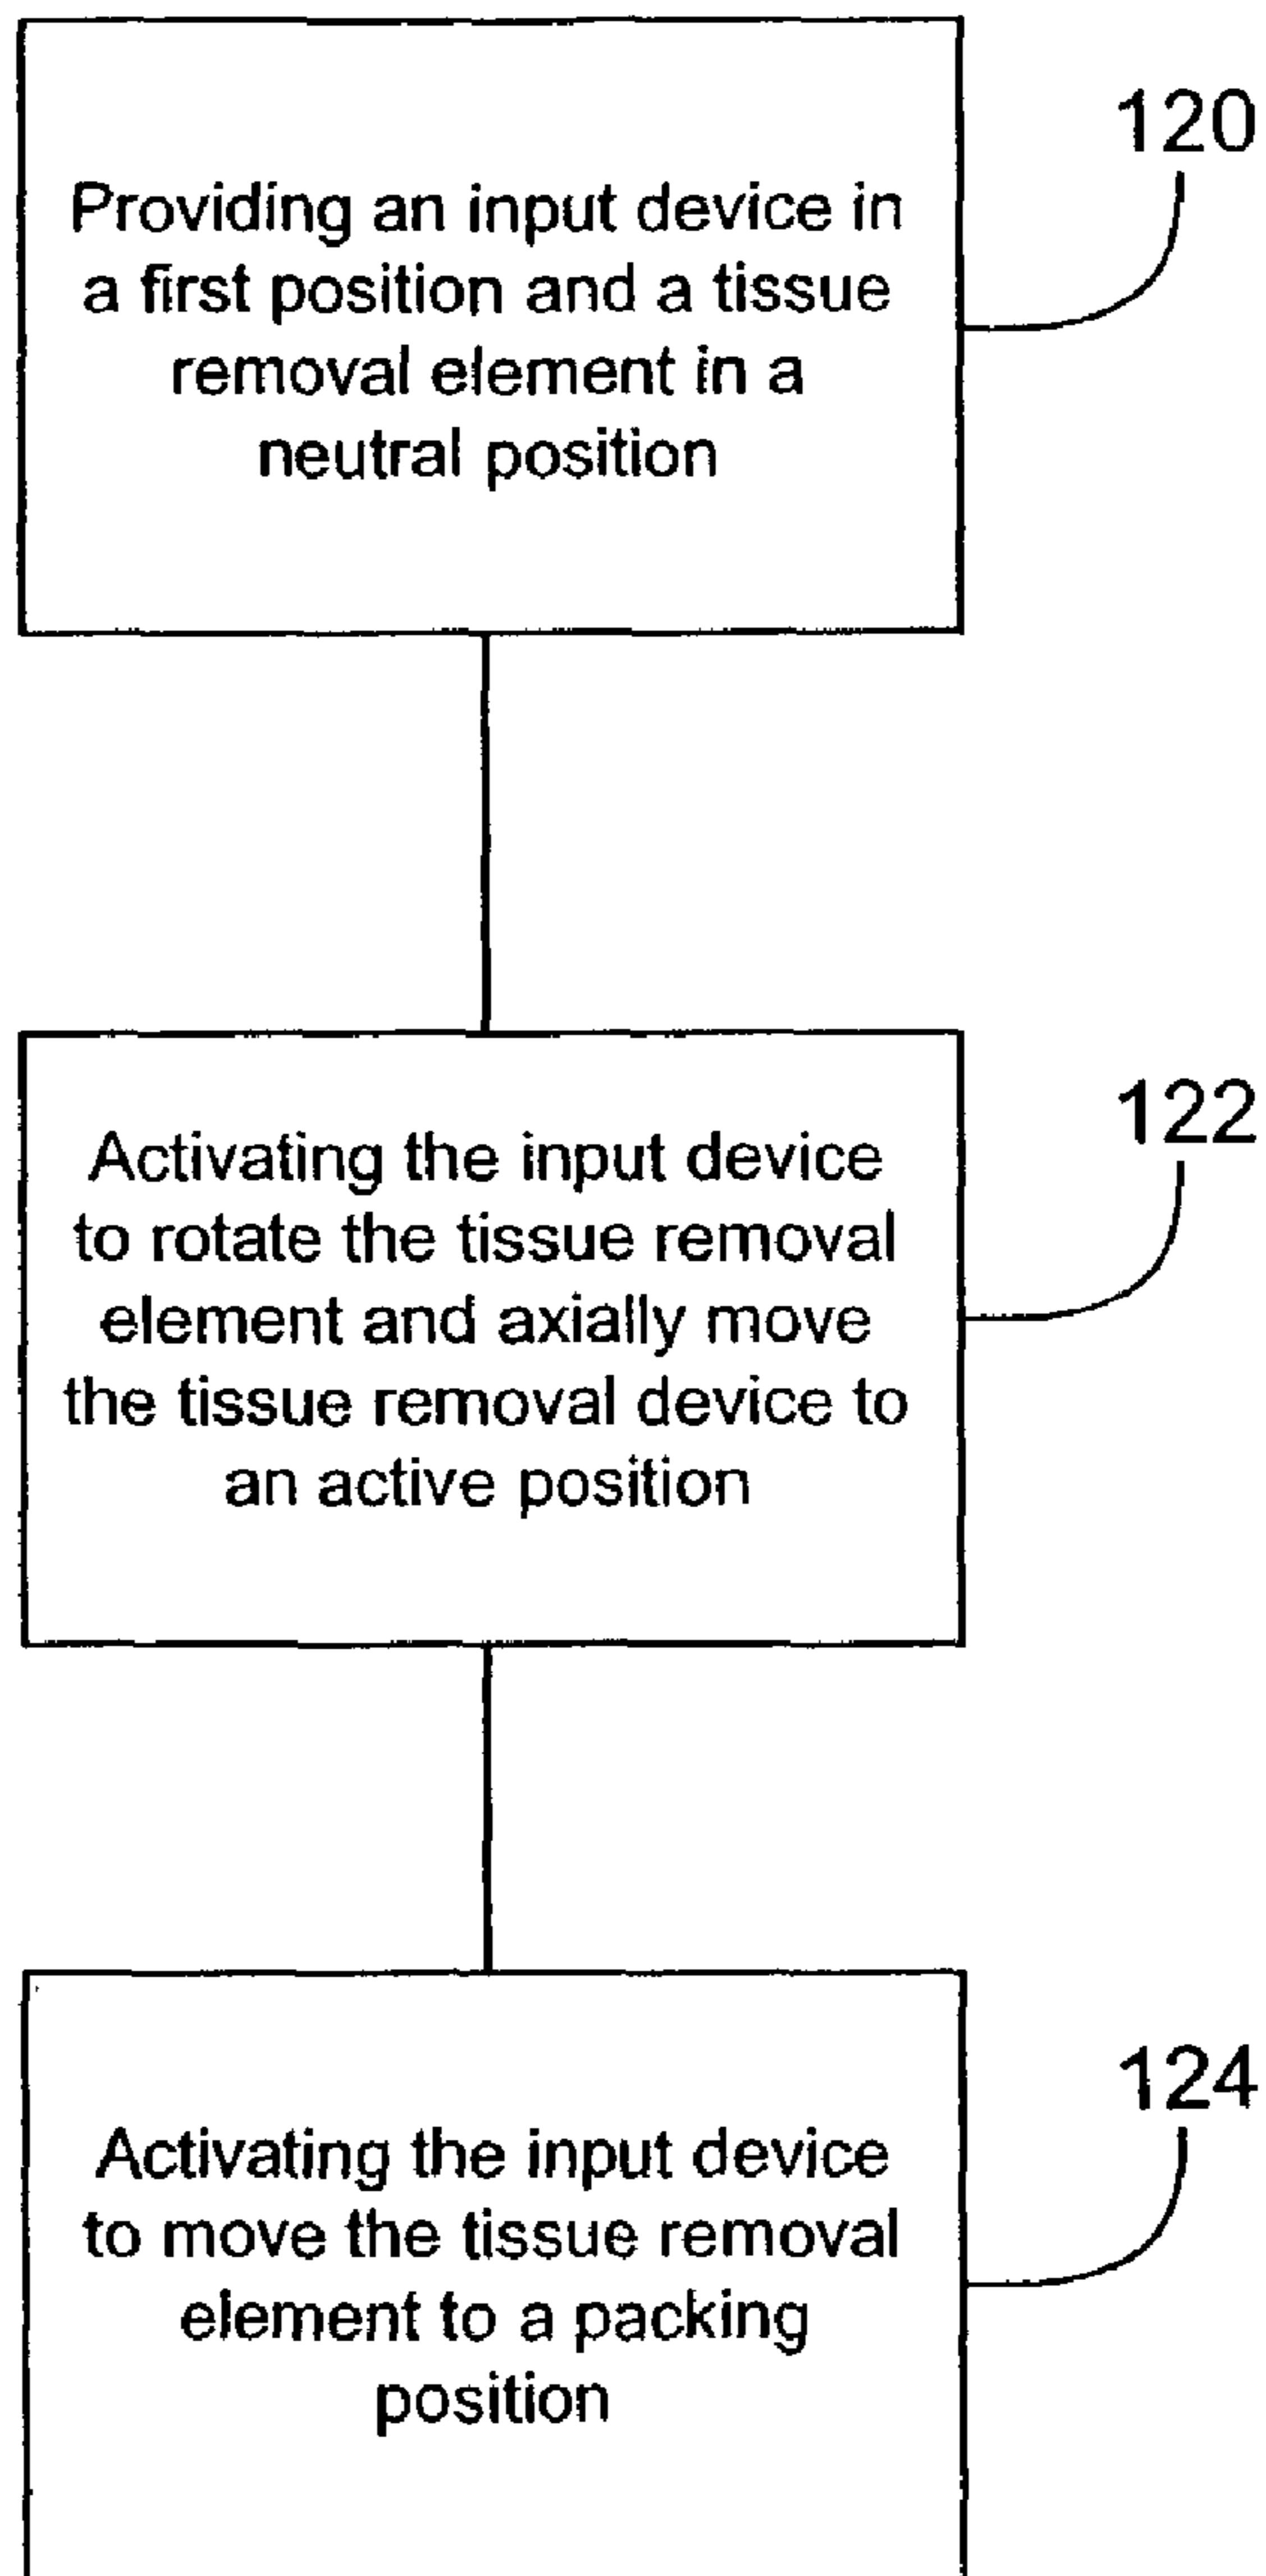 120
Providing an input device in
a first position and a tissue
removal element in a
neutral position
122
Activating the input device
to rotate the tissue removal
element and axially move
the tissue removal device to
an active position
124
Activating the input device
to move the tissue removal
element to a packing
position